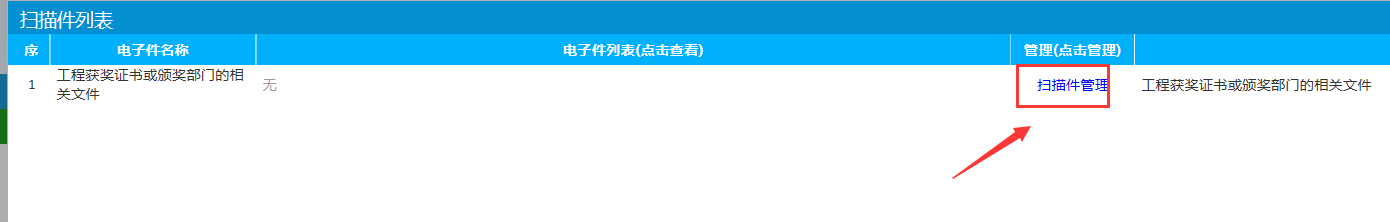 扫描件列表
序 电子件名称 电子件列表(点击查看) 管理(点击管理)
1 工程获奖证书或颁奖部门的相关文件 无 扫描件管理 工程获奖证书或颁奖部门的相关文件